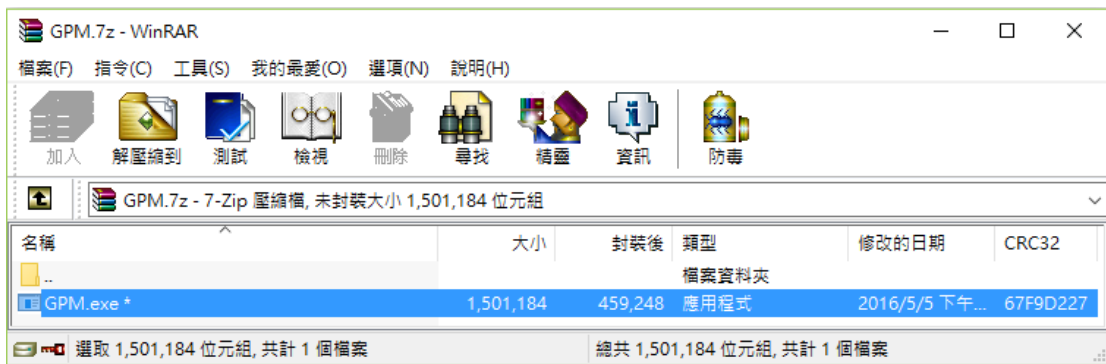 GPM.7z - WinRAR
檔案(F) 指令(C) 工具(S) 我的最愛(O) 選項(N) 說明(H)
加入 解壓縮到 測試 檢視 刪除 尋找 精靈 資訊 防毒
GPM.7z - 7-Zip 壓縮檔, 未封裝大小 1,501,184 位元組
名稱 大小 封裝後 類型 修改的日期 CRC32
.. 檔案資料夾
GPM.exe * 1,501,184 459,248 應用程式 2016/5/5 下午... 67F9D227
選取 1,501,184 位元組, 共計 1 個檔案 總共 1,501,184 位元組, 共計 1 個檔案